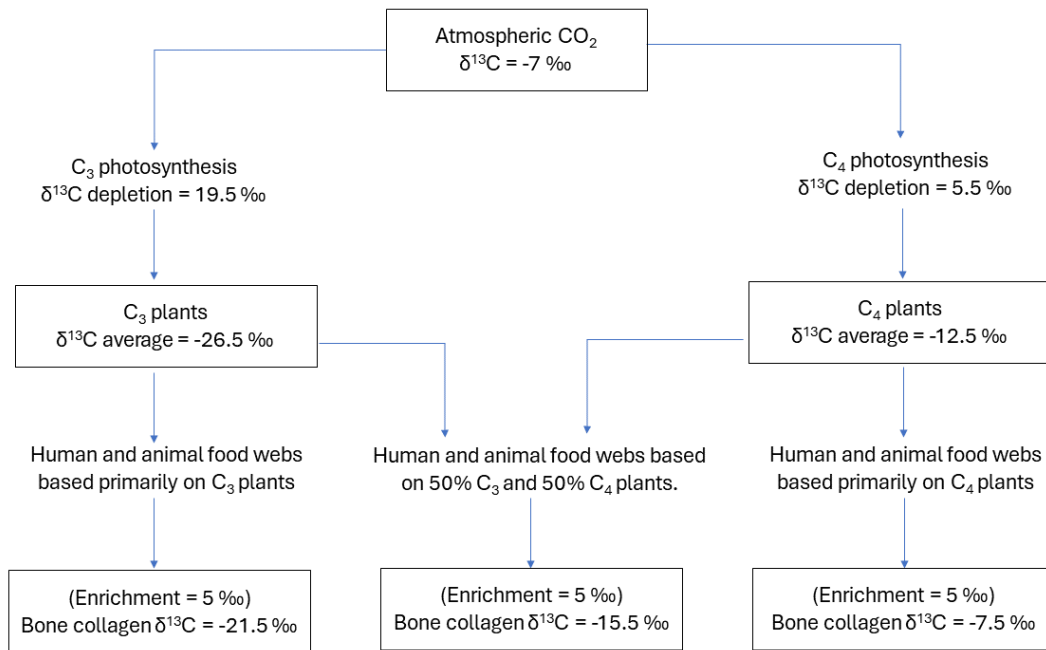 Atmospheric CO₂
δ¹³C = -7 ‰
C₃ photosynthesis
δ¹³C depletion = 19.5 ‰
C₄ photosynthesis
δ¹³C depletion = 5.5 ‰
C₃ plants
δ¹³C average = -26.5 ‰
C₄ plants
δ¹³C average = -12.5 ‰
Human and animal food webs
based primarily on C₃ plants
Human and animal food webs based
on 50% C₃ and 50% C₄ plants.
Human and animal food webs
based primarily on C₄ plants
(Enrichment = 5 ‰)
Bone collagen δ¹³C = -21.5 ‰
(Enrichment = 5 ‰)
Bone collagen δ¹³C = -15.5 ‰
(Enrichment = 5 ‰)
Bone collagen δ¹³C = -7.5 ‰